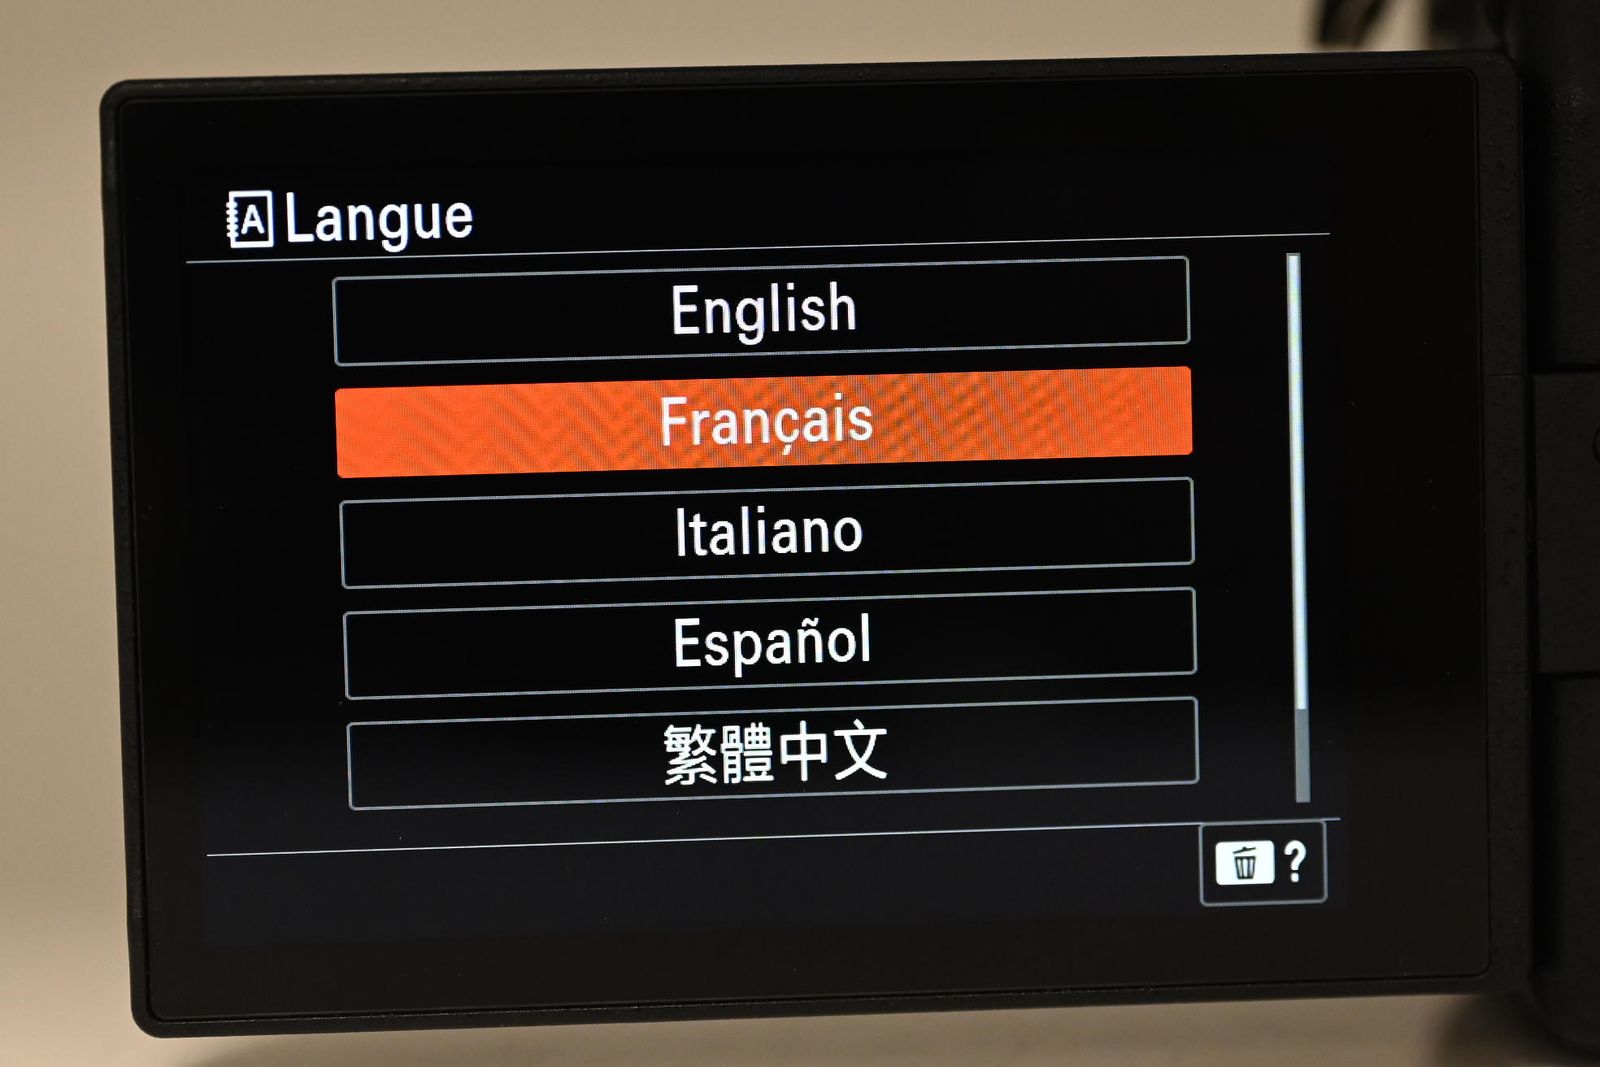 A Langue
English
Français
Italiano
Español
繁體中文
?